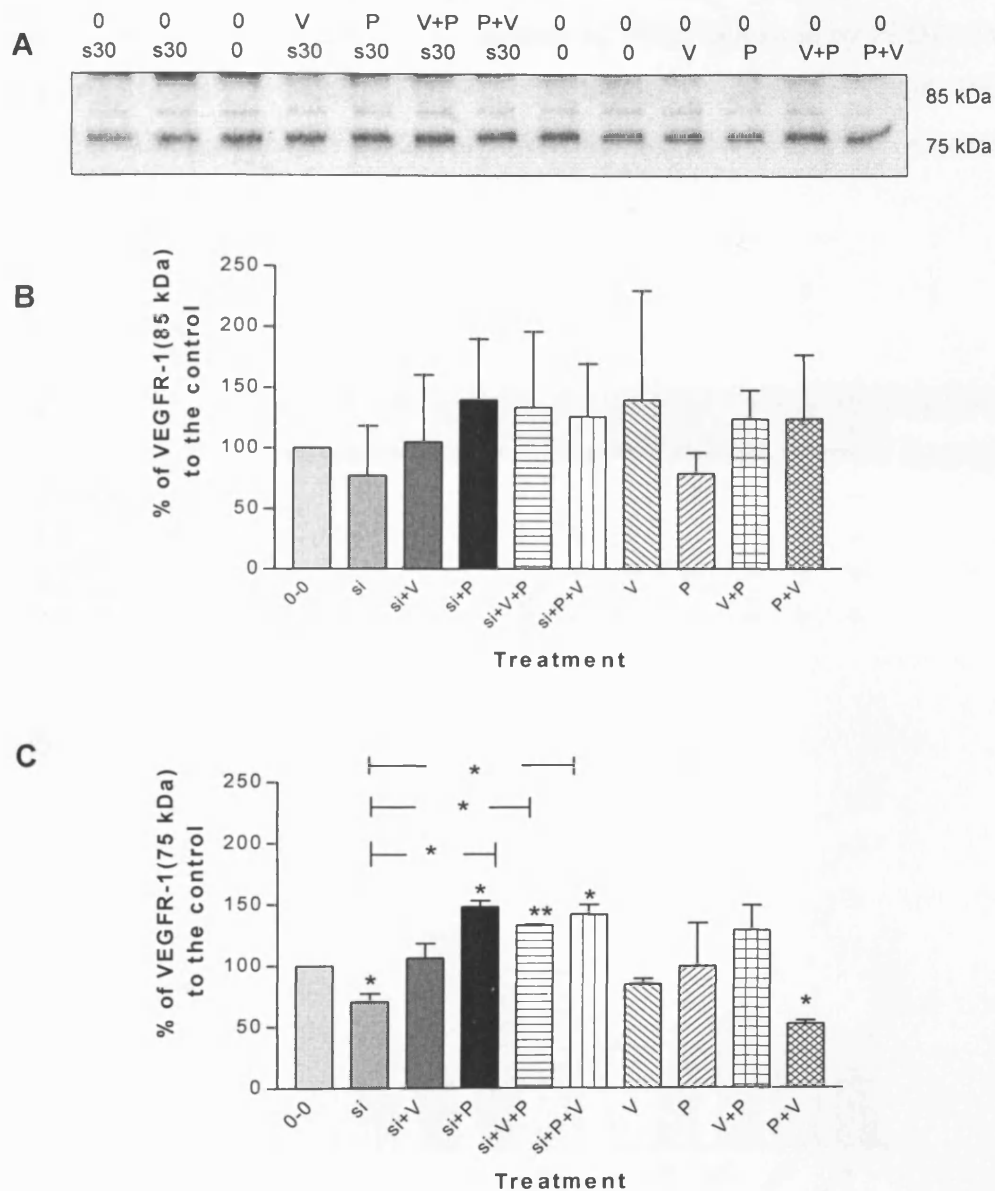 A
0 0 0 V P V+P P+V 0 0 0 0 0 0
s30 s30 0 s30 s30 s30 s30 0 0 V P V+P P+V
85 kDa
75 kDa
B
% of VEGFR-1(85 kDa)
to the control
250
200
150
100
50
0
0-0 si si+V si+P si+V+P si+P+V V P V+P P+V
Treatment
C
% of VEGFR-1(75 kDa)
to the control
250
200
150
100
50
0
*
*
*
* * ** * *
0-0 si si+V si+P si+V+P si+P+V V P V+P P+V
Treatment